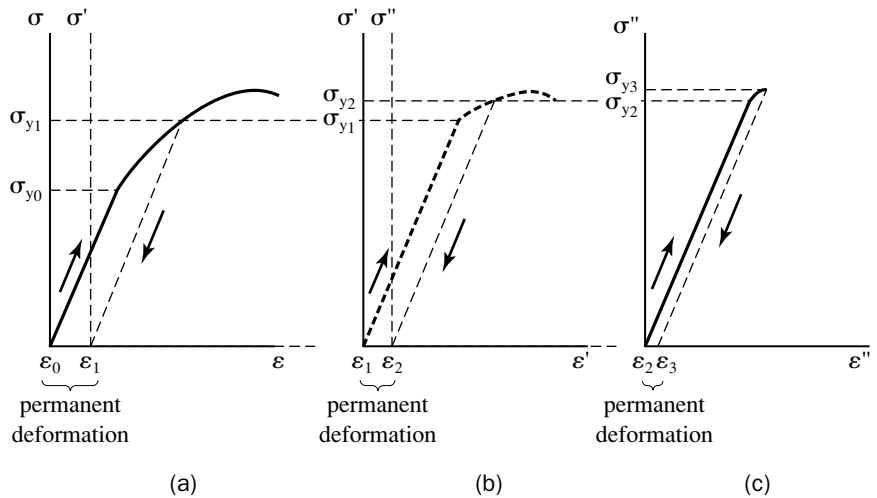 σ σ'
σy1
σy0
ε0 ε1 ε
permanent
deformation
(a)
σ' σ"
σy2
σy1
ε1 ε2 ε'
permanent
deformation
(b)
σ"
σy3
σy2
ε2 ε3 ε"
permanent
deformation
(c)